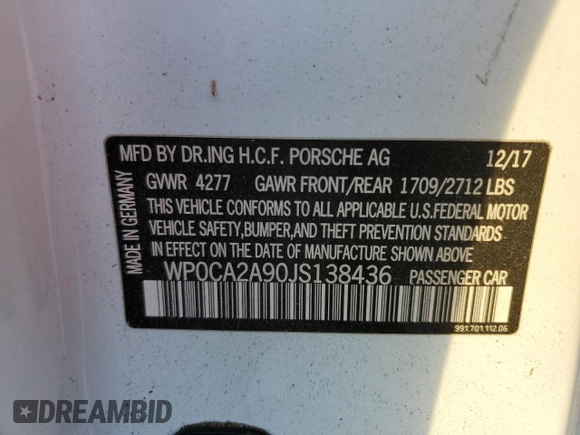 MFD BY DR.ING H.C.F. PORSCHE AG 12/17
GVWR 4277 GAWR FRONT/REAR 1709/2712 LBS
THIS VEHICLE CONFORMS TO ALL APPLICABLE U.S.FEDERAL MOTOR
VEHICLE SAFETY,BUMPER,AND THEFT PREVENTION STANDARDS
IN EFFECT ON THE DATE OF MANUFACTURE SHOWN ABOVE
WP0CA2A90JS138436 PASSENGER CAR
MADE IN GERMANY
991.701.112.06
DREAMBID